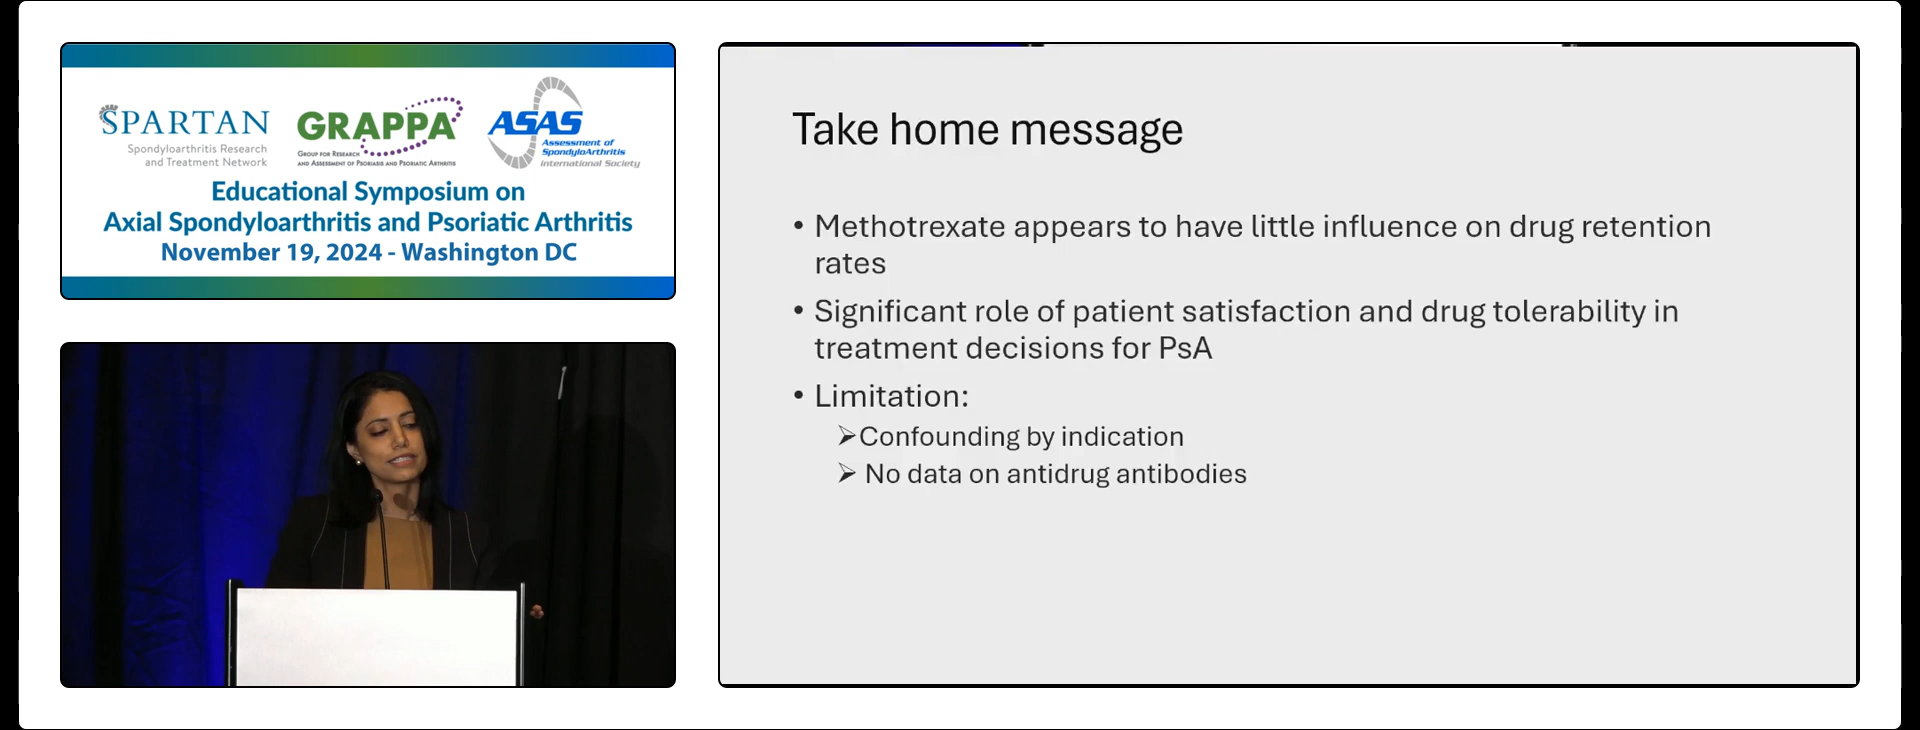 SPARTAN
Spondyloarthritis Research
and Treatment Network
GRAPPA
Group for Research
and Assessment of Psoriasis and Psoriatic Arthritis
ASAS
Assessment of
SpondyloArthritis
international Society
Educational Symposium on
Axial Spondyloarthritis and Psoriatic Arthritis
November 19, 2024 - Washington DC
Take home message
• Methotrexate appears to have little influence on drug retention
rates
• Significant role of patient satisfaction and drug tolerability in
treatment decisions for PsA
• Limitation:
➢Confounding by indication
➢ No data on antidrug antibodies